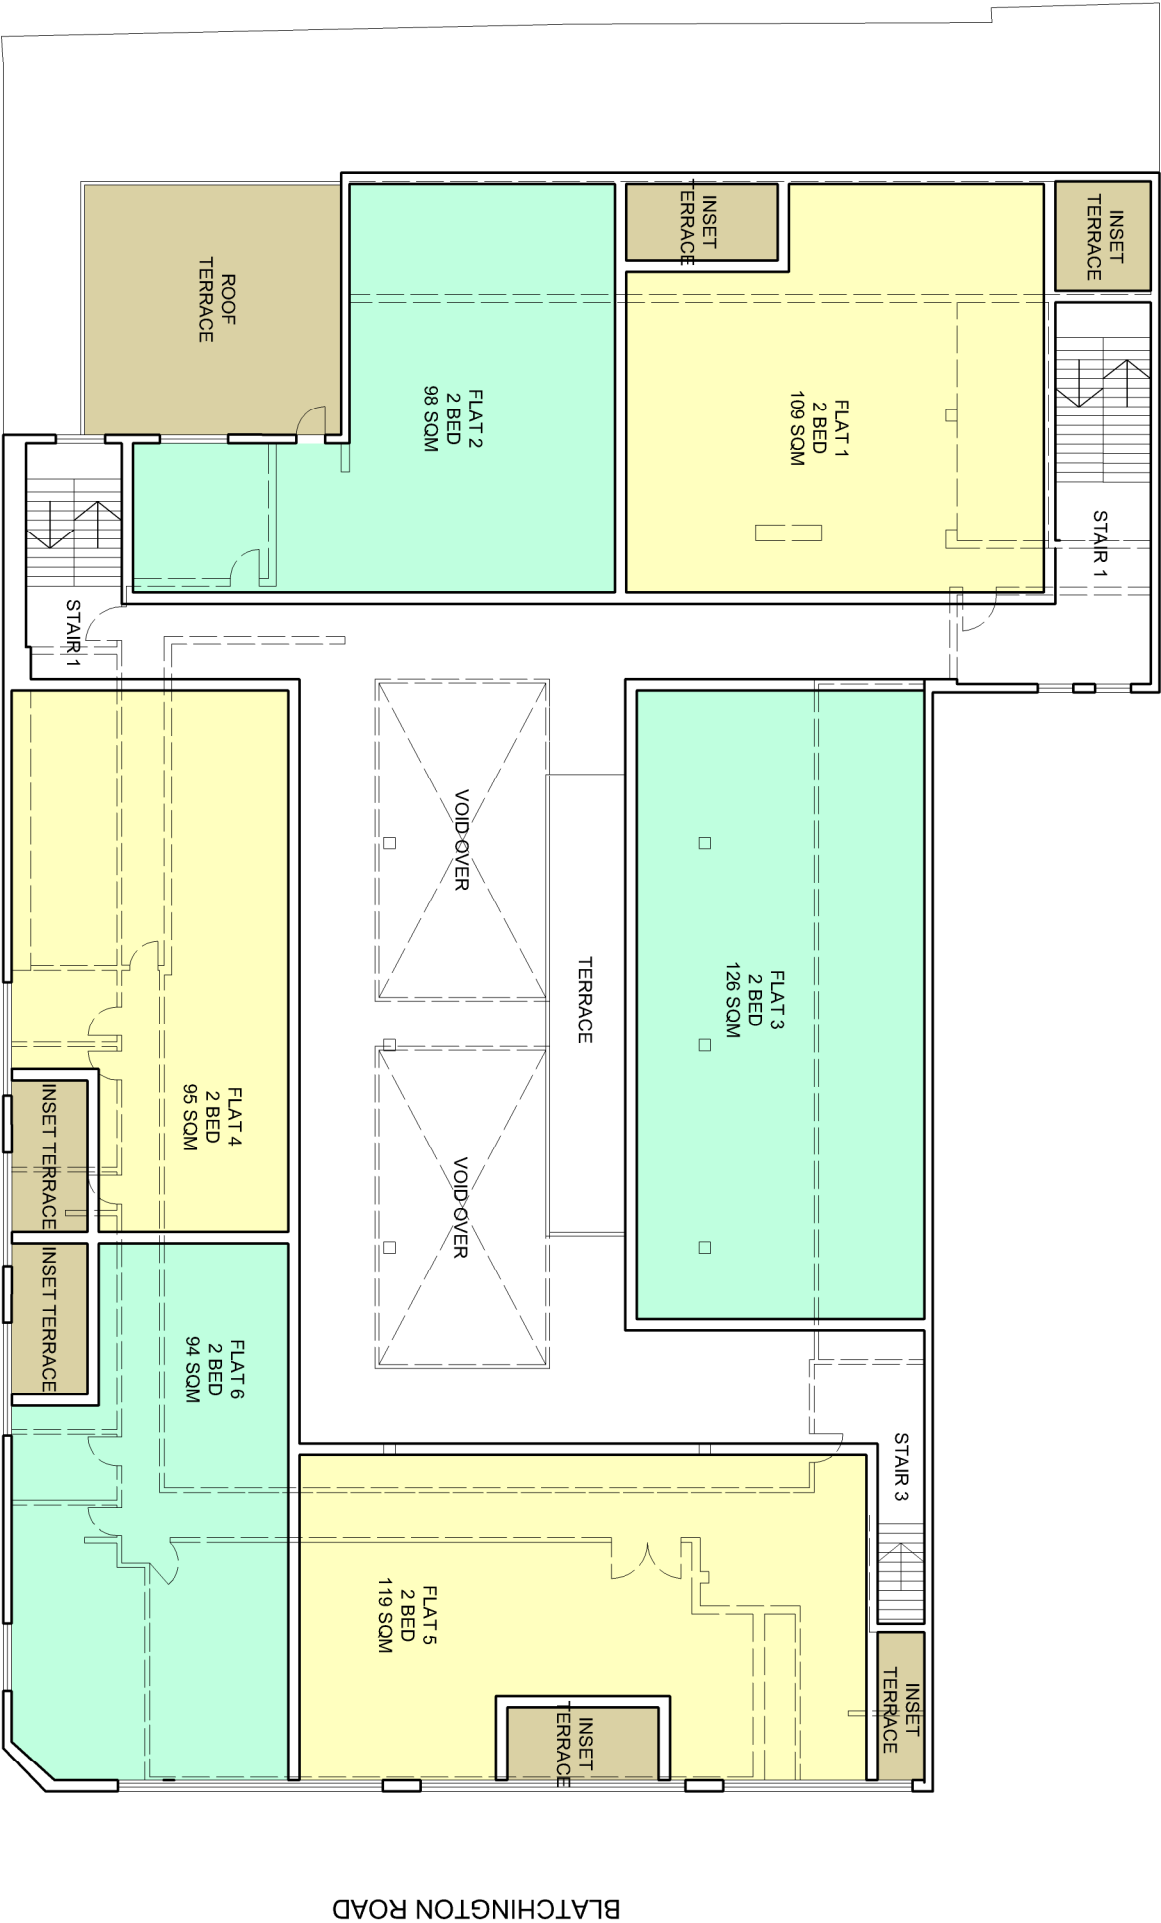 INSET
TERRACE
INSET
TERRACE
ROOF
TERRACE
FLAT 2
2 BED
98 SQM
FLAT 1
2 BED
109 SQM
STAIR 1
STAIR 1
VOID OVER
TERRACE
FLAT 3
2 BED
126 SQM
FLAT 4
2 BED
95 SQM
INSET TERRACE
VOID OVER
INSET TERRACE
FLAT 6
2 BED
94 SQM
STAIR 3
FLAT 5
2 BED
119 SQM
INSET
TERRACE
INSET
TERRACE
BLATCHINGTON ROAD